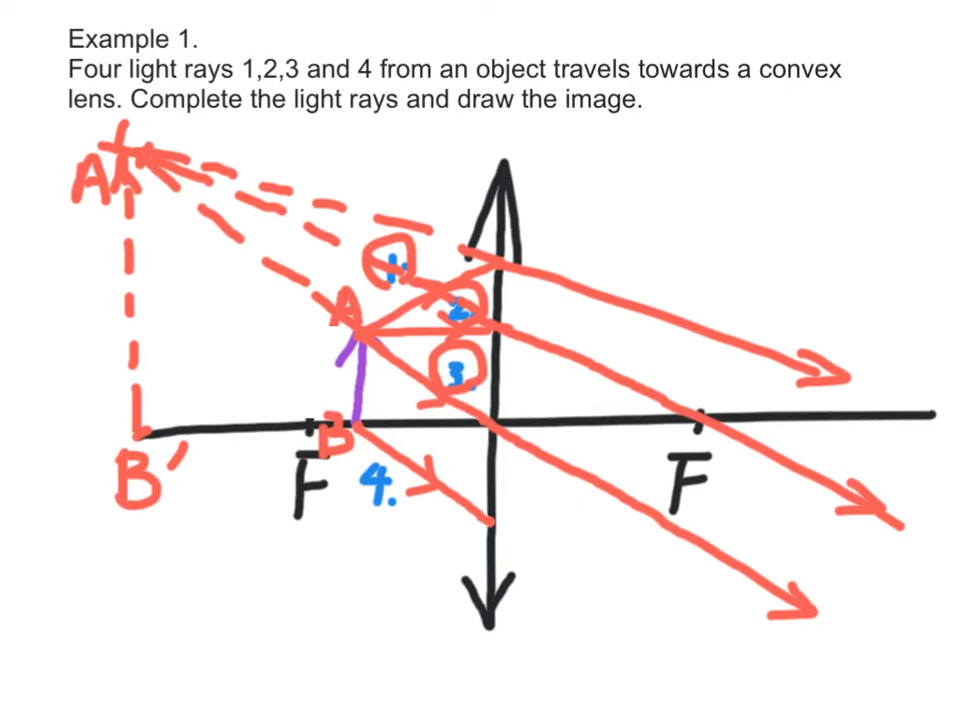 Example 1.
Four light rays 1,2,3 and 4 from an object travels towards a convex
lens. Complete the light rays and draw the image.
A'
1.
A
2.
3.
B
F
4.
F
B'